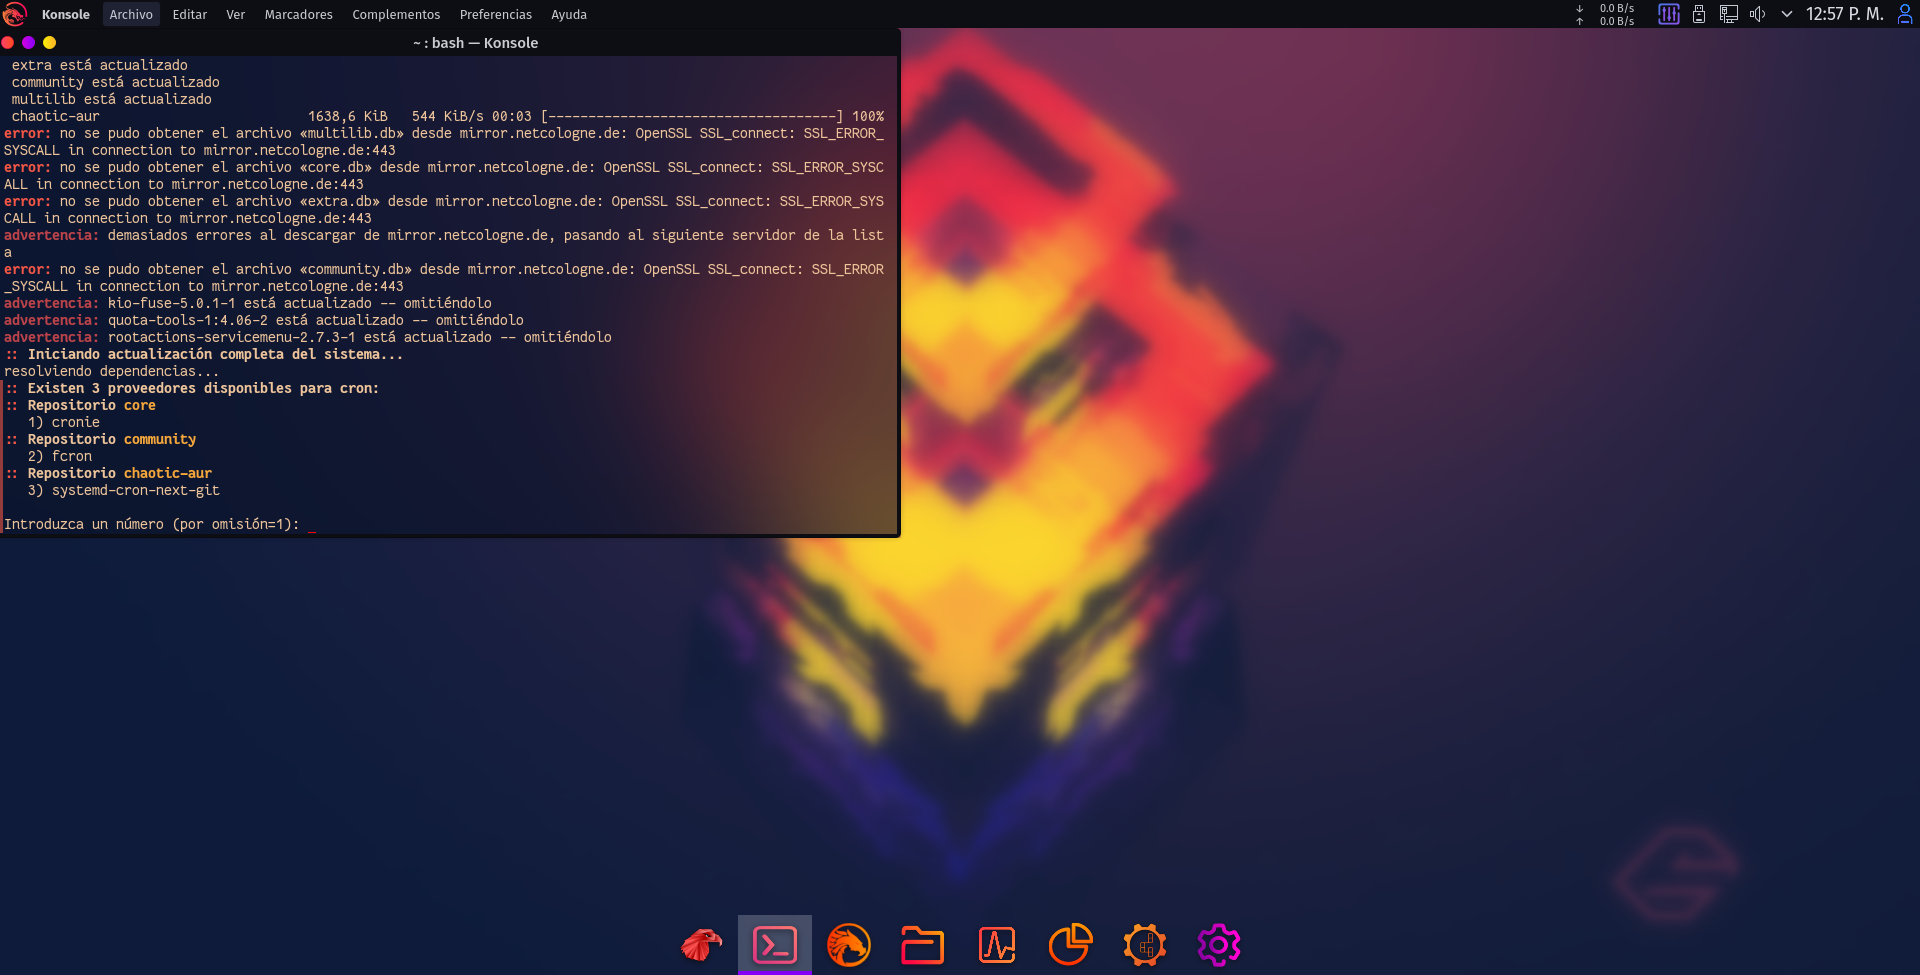 Konsole Archivo Editar Ver Marcadores Complementos Preferencias Ayuda
↓ 0.0 B/s
↑ 0.0 B/s
12:57 P. M.
~ : bash — Konsole
extra está actualizado
community está actualizado
multilib está actualizado
chaotic-aur 1638,6 KiB 544 KiB/s 00:03 [------------------------------------] 100%
error: no se pudo obtener el archivo «multilib.db» desde mirror.netcologne.de: OpenSSL SSL_connect: SSL_ERROR_
SYSCALL in connection to mirror.netcologne.de:443
error: no se pudo obtener el archivo «core.db» desde mirror.netcologne.de: OpenSSL SSL_connect: SSL_ERROR_SYSC
ALL in connection to mirror.netcologne.de:443
error: no se pudo obtener el archivo «extra.db» desde mirror.netcologne.de: OpenSSL SSL_connect: SSL_ERROR_SYS
CALL in connection to mirror.netcologne.de:443
advertencia: demasiados errores al descargar de mirror.netcologne.de, pasando al siguiente servidor de la list
a
error: no se pudo obtener el archivo «community.db» desde mirror.netcologne.de: OpenSSL SSL_connect: SSL_ERROR
_SYSCALL in connection to mirror.netcologne.de:443
advertencia: kio-fuse-5.0.1-1 está actualizado -- omitiéndolo
advertencia: quota-tools-1:4.06-2 está actualizado -- omitiéndolo
advertencia: rootactions-servicemenu-2.7.3-1 está actualizado -- omitiéndolo
:: Iniciando actualización completa del sistema...
resolviendo dependencias...
:: Existen 3 proveedores disponibles para cron:
:: Repositorio core
1) cronie
:: Repositorio community
2) fcron
:: Repositorio chaotic-aur
3) systemd-cron-next-git
Introduzca un número (por omisión=1): _